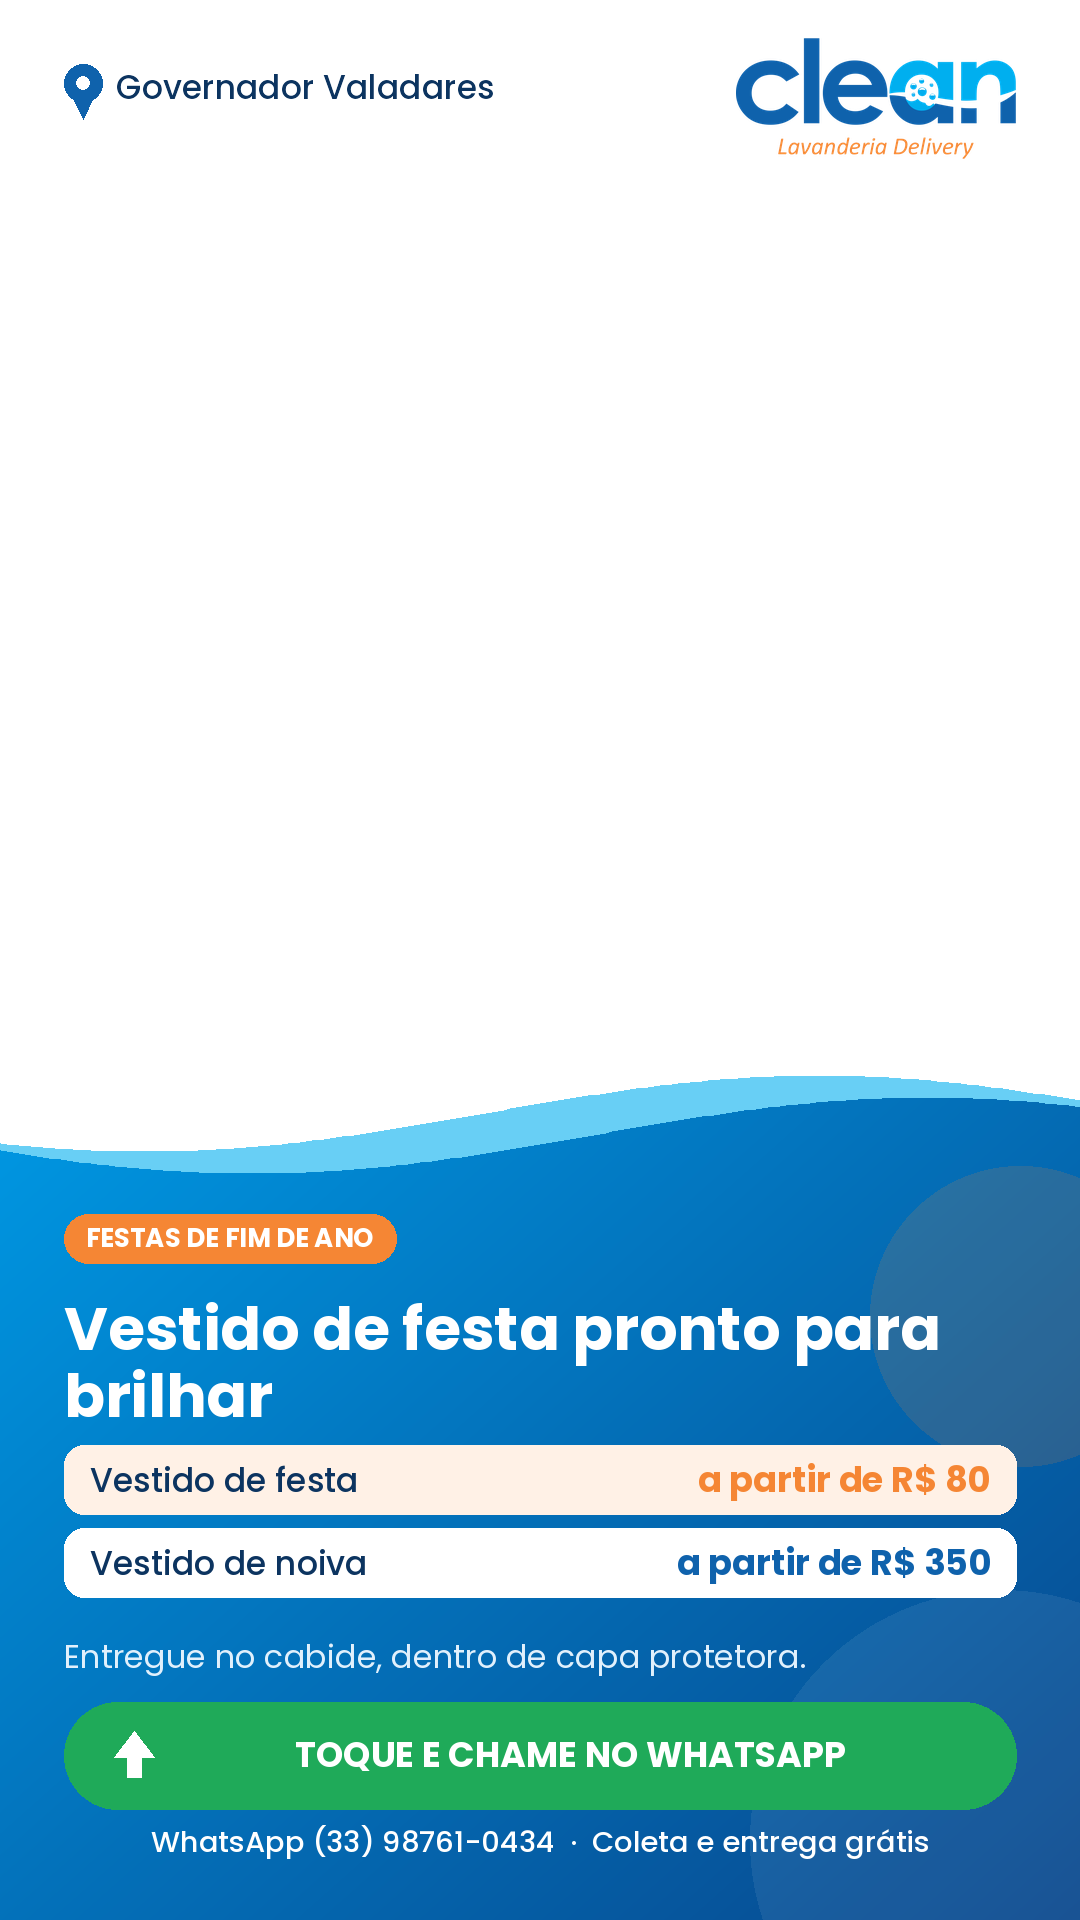 Governador Valadares
clean
Lavanderia Delivery
FESTAS DE FIM DE ANO
Vestido de festa pronto para
brilhar
Vestido de festa a partir de R$ 80
Vestido de noiva a partir de R$ 350
Entregue no cabide, dentro de capa protetora.
TOQUE E CHAME NO WHATSAPP
WhatsApp (33) 98761-0434 · Coleta e entrega grátis